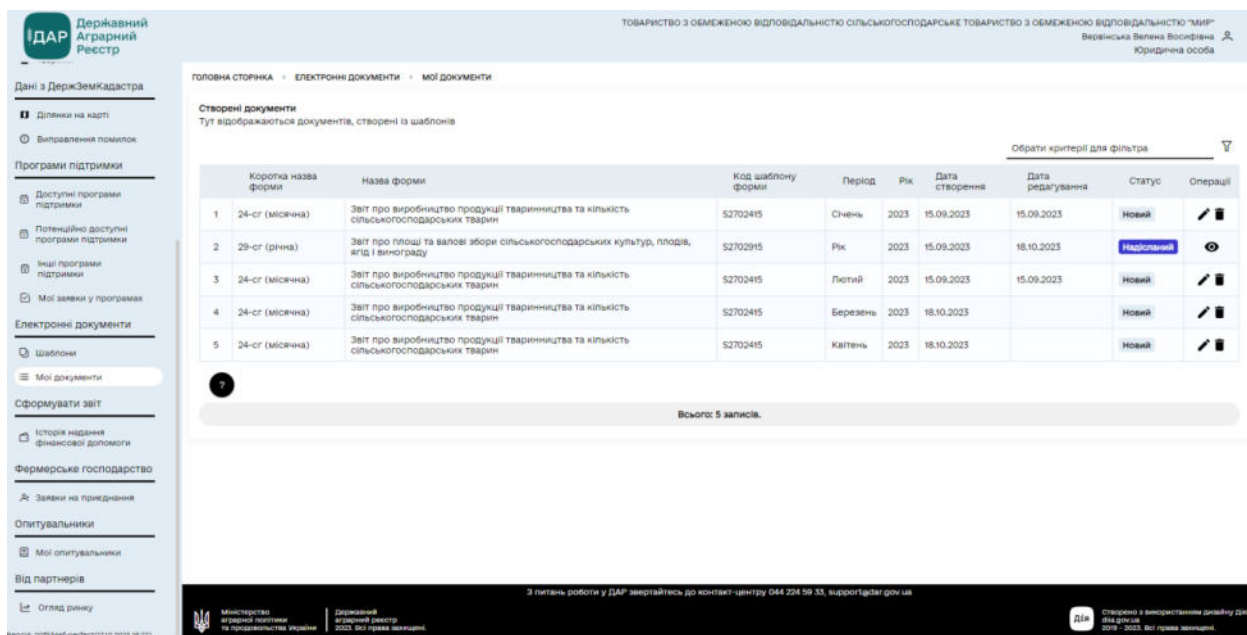 ДАР
Державний
Аграрний
Реєстр
ТОВАРИСТВО З ОБМЕЖЕНОЮ ВІДПОВІДАЛЬНІСТЮ СІЛЬСЬКОГОСПОДАРСЬКЕ ТОВАРИСТВО З ОБМЕЖЕНОЮ ВІДПОВІДАЛЬНІСТЮ "МИР"
Юридична особа
Дані з ДержЗемКадастра
Ділянки на карті
Виправлення помилок
Програми підтримки
Доступні програми
підтримки
Потенційно доступні
програми підтримки
Інші програми
підтримки
Мої заявки у програмах
Електронні документи
Шаблони
Мої документи
Сформувати звіт
Історія надання
фінансової допомоги
Фермерське господарство
Заявки на приєднання
Опитувальники
Мої опитувальники
Від партнерів
Огляд ринку
ГОЛОВНА СТОРІНКА > ЕЛЕКТРОННІ ДОКУМЕНТИ > МОЇ ДОКУМЕНТИ
Створені документи
Тут відображаються документів, створені із шаблонів
Обрати критерії для фільтра
Коротка назва форми Назва форми Код шаблону форми Період Рік Дата створення Дата редагування Статус Операції
1 24-сг (місячна) Звіт про виробництво продукції тваринництва та кількість сільськогосподарських тварин S2702415 Січень 2023 15.09.2023 15.09.2023 Новий
2 29-сг (річна) Звіт про площі та валові збори сільськогосподарських культур, плодів, ягід і винограду S2702915 Рік 2023 15.09.2023 18.10.2023 Надісланий
3 24-сг (місячна) Звіт про виробництво продукції тваринництва та кількість сільськогосподарських тварин S2702415 Лютий 2023 15.09.2023 15.09.2023 Новий
4 24-сг (місячна) Звіт про виробництво продукції тваринництва та кількість сільськогосподарських тварин S2702415 Березень 2023 18.10.2023 Новий
5 24-сг (місячна) Звіт про виробництво продукції тваринництва та кількість сільськогосподарських тварин S2702415 Квітень 2023 18.10.2023 Новий
?
Всього: 5 записів.
З питань роботи у ДАР звертайтесь до контакт-центру 044 224 59 33, support@dar.gov.ua
Міністерство
аграрної політики
та продовольства України
Державний
аграрний реєстр
2023. Всі права захищені.
Дія
Створено з використанням дизайну Дія
diia.gov.ua
2019 - 2023. Всі права захищені.